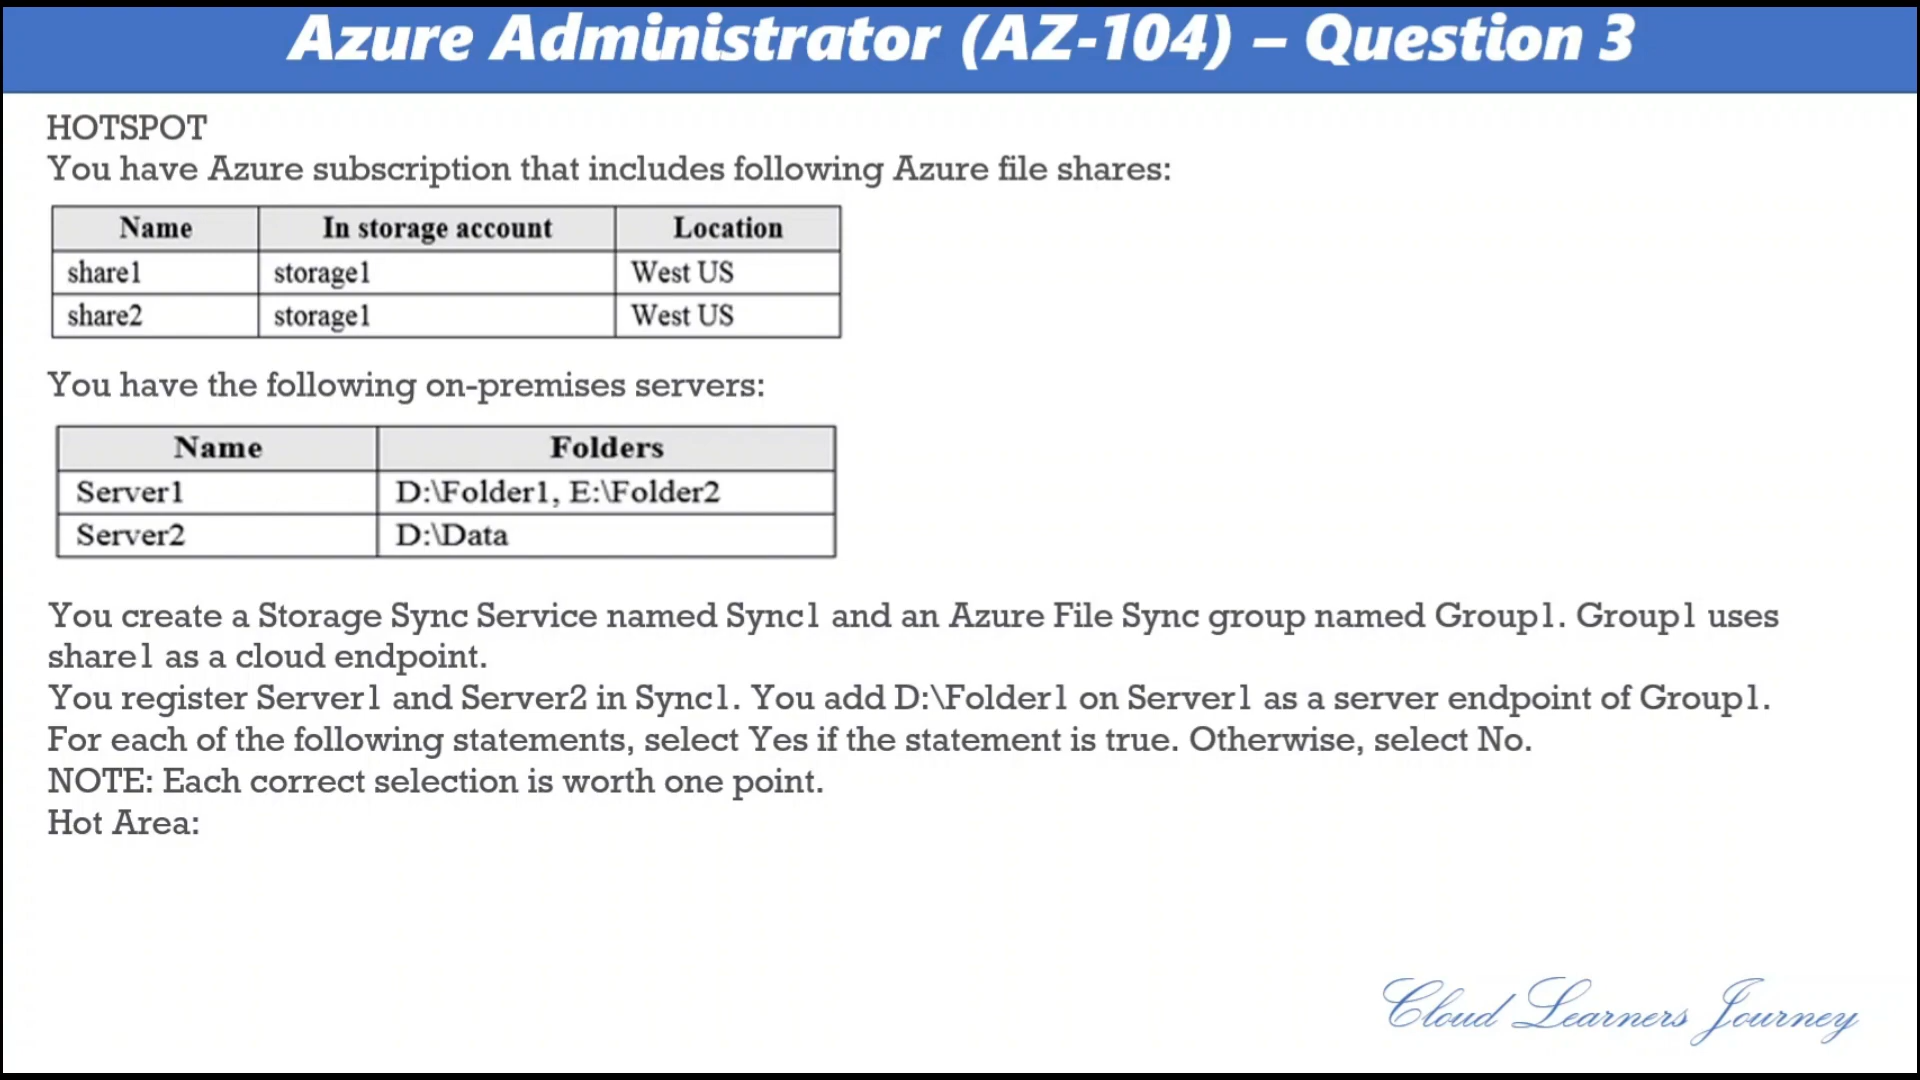 Azure Administrator (AZ-104) – Question 3
HOTSPOT
You have Azure subscription that includes following Azure file shares:
Name In storage account Location
share1 storage1 West US
share2 storage1 West US
You have the following on-premises servers:
Name Folders
Server1 D:\Folder1, E:\Folder2
Server2 D:\Data
You create a Storage Sync Service named Sync1 and an Azure File Sync group named Group1. Group1 uses
share1 as a cloud endpoint.
You register Server1 and Server2 in Sync1. You add D:\Folder1 on Server1 as a server endpoint of Group1.
For each of the following statements, select Yes if the statement is true. Otherwise, select No.
NOTE: Each correct selection is worth one point.
Hot Area:
Cloud Learners Journey